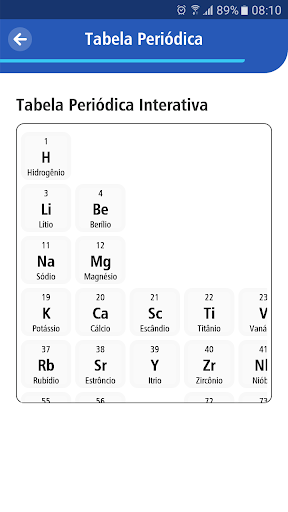 89% 08:10
Tabela Periódica
Tabela Periódica Interativa
1
H
Hidrogênio
3 4
Li Be
Lítio Berílio
11 12
Na Mg
Sódio Magnésio
19 20 21 22 23
K Ca Sc Ti V
Potássio Cálcio Escândio Titânio Vaná
37 38 39 40 41
Rb Sr Y Zr Nl
Rubídio Estrôncio Itrio Zircônio Niób
55 56 72 73